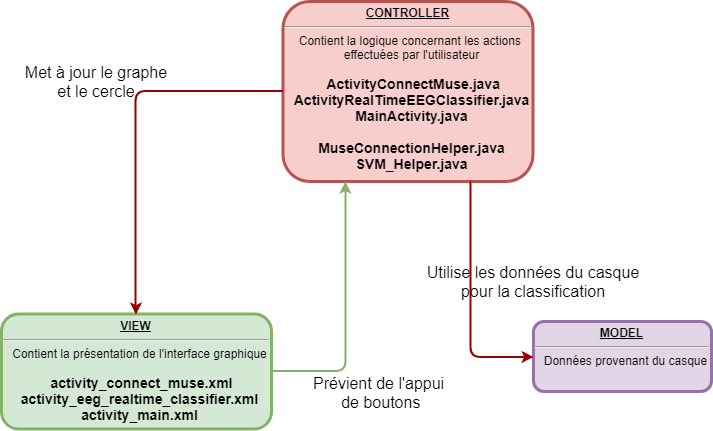 CONTROLLER
Contient la logique concernant les actions
effectuées par l'utilisateur
ActivityConnectMuse.java
ActivityRealTimeEEGClassifier.java
MainActivity.java
MuseConnectionHelper.java
SVM_Helper.java
Met à jour le graphe
et le cercle
Utilise les données du casque
pour la classification
VIEW
Contient la présentation de l'interface graphique
activity_connect_muse.xml
activity_eeg_realtime_classifier.xml
activity_main.xml
Prévient de l'appui
de boutons
MODEL
Données provenant du casque